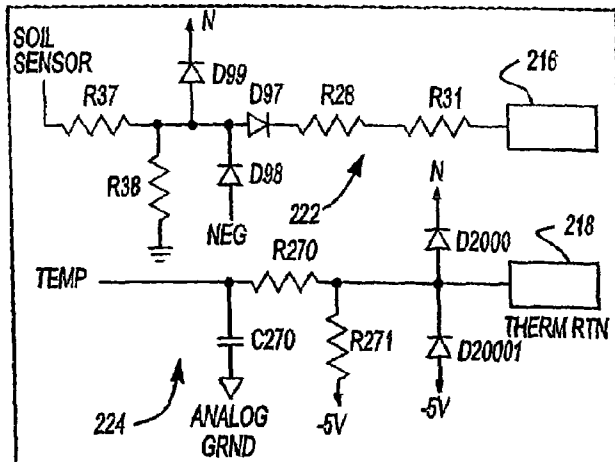 SOIL SENSOR
N
R37
D99
D97
R28
R31
216
R38
D98
NEG
222
N
R270
D2000
218
TEMP
C270
R271
D20001
THERM RTN
224
ANALOG GRND
-5V
-5V